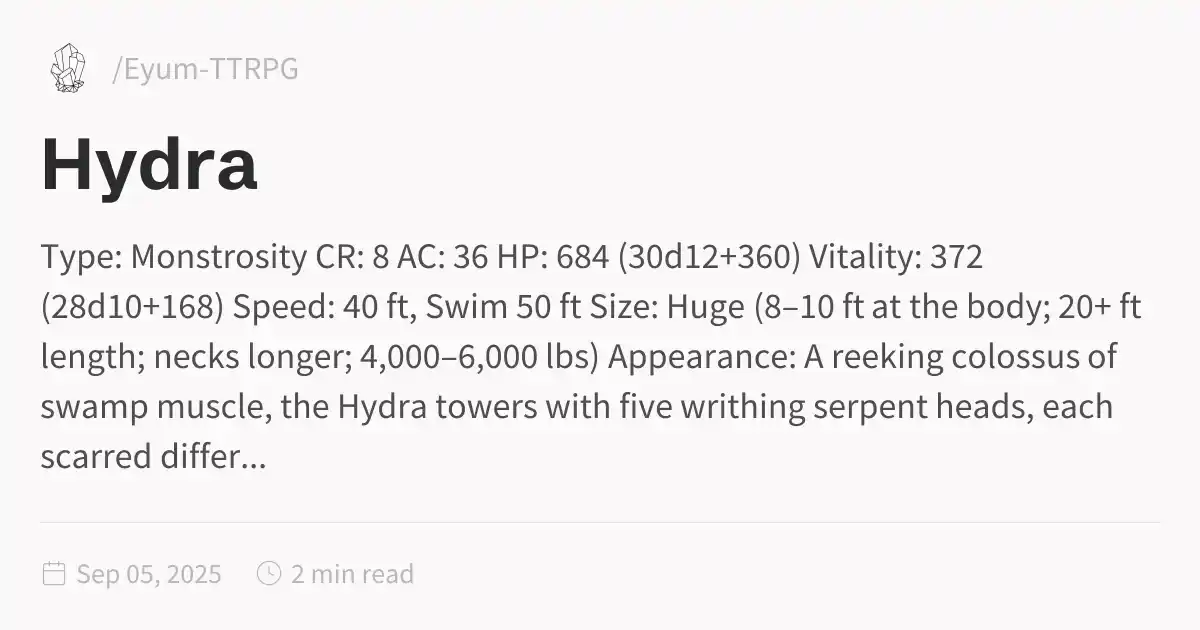 /Eyum-TTRPG
Hydra
Type: Monstrosity CR: 8 AC: 36 HP: 684 (30d12+360) Vitality: 372
(28d10+168) Speed: 40 ft, Swim 50 ft Size: Huge (8–10 ft at the body; 20+ ft
length; necks longer; 4,000–6,000 lbs) Appearance: A reeking colossus of
swamp muscle, the Hydra towers with five writhing serpent heads, each
scarred differ...
Sep 05, 2025 2 min read